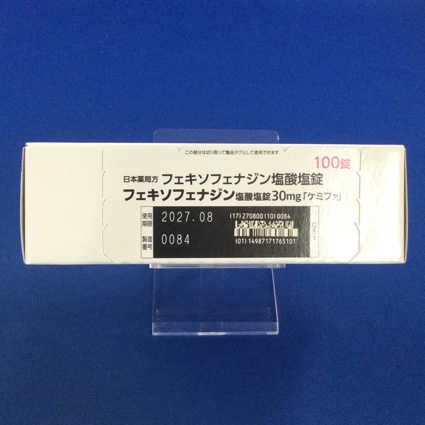 この部分は切り取って製品タグとして使用できます
100錠
日本薬局方 フェキソフェナジン塩酸塩錠
フェキソフェナジン塩酸塩錠30mg「ケミファ」
使用期限 2027.08
(17)270800(10)0084
製造番号 0084
(01)14987171765101
GS1